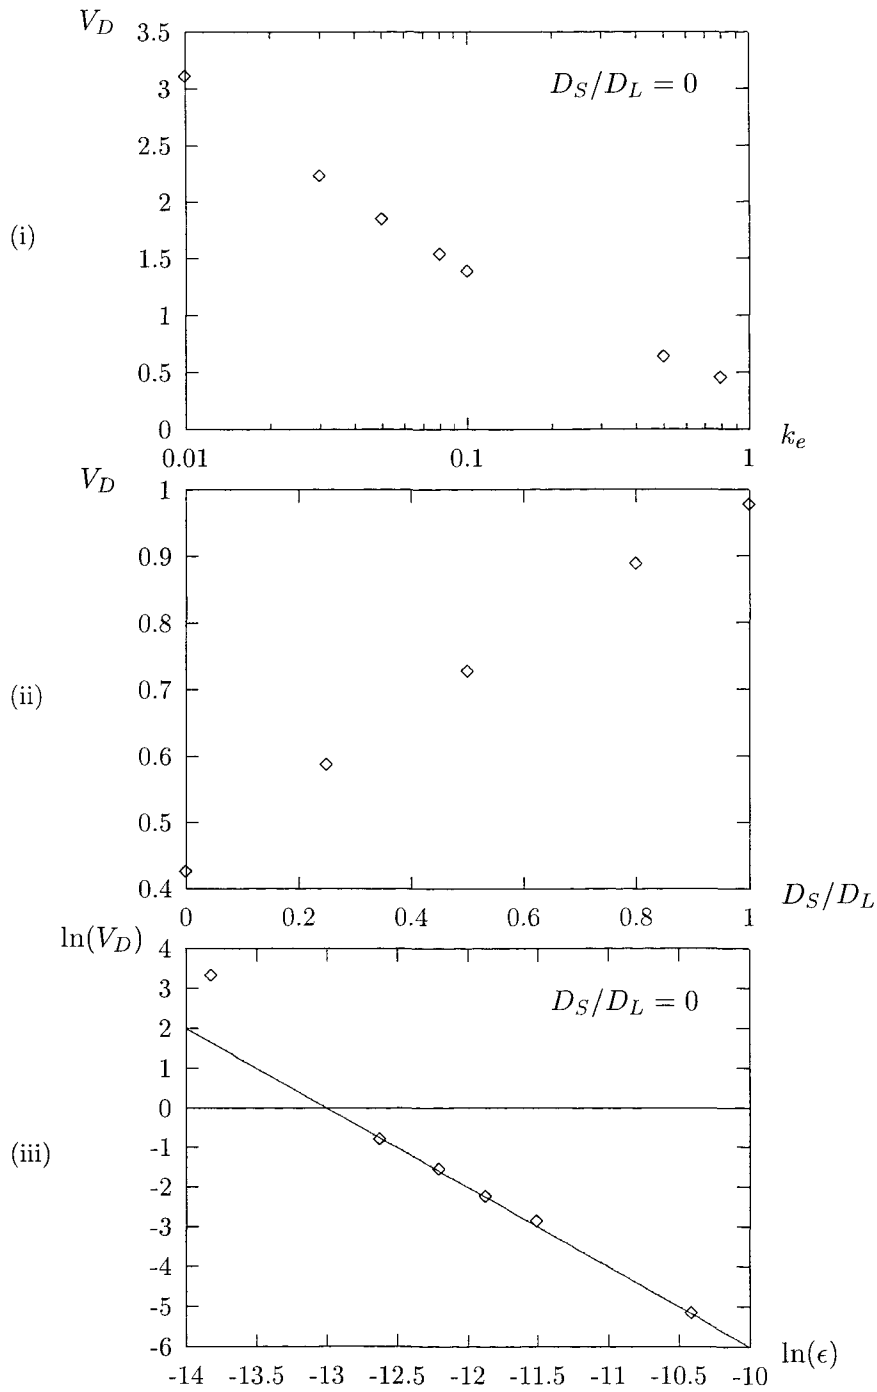 V_D
3.5
D_S/D_L = 0
3
2.5
2
(i)
1.5
1
0.5
0
0.01 0.1 1
k_e
V_D
1
0.9
0.8
(ii)
0.7
0.6
0.5
0.4
0 0.2 0.4 0.6 0.8 1
D_S/D_L
ln(V_D)
4
D_S/D_L = 0
3
2
1
0
(iii)
-1
-2
-3
-4
-5
-6
-14 -13.5 -13 -12.5 -12 -11.5 -11 -10.5 -10
ln(ϵ)